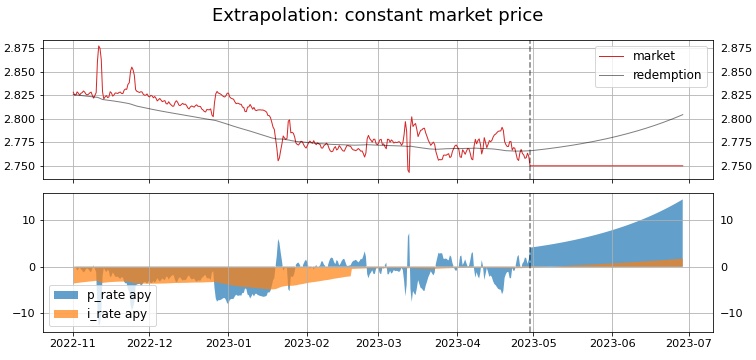 Extrapolation: constant market price
2.875 2.875
2.850 2.850
2.825 2.825
2.800 2.800
2.775 2.775
2.750 2.750
market
redemption
10 10
0 0
−10 −10
p_rate apy
i_rate apy
2022-11 2022-12 2023-01 2023-02 2023-03 2023-04 2023-05 2023-06 2023-07